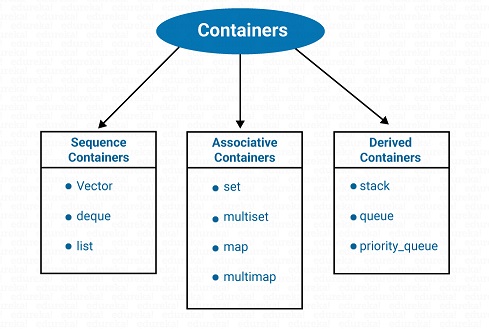 Containers
Sequence
Containers
Vector
deque
list
Associative
Containers
set
multiset
map
multimap
Derived
Containers
stack
queue
priority_queue